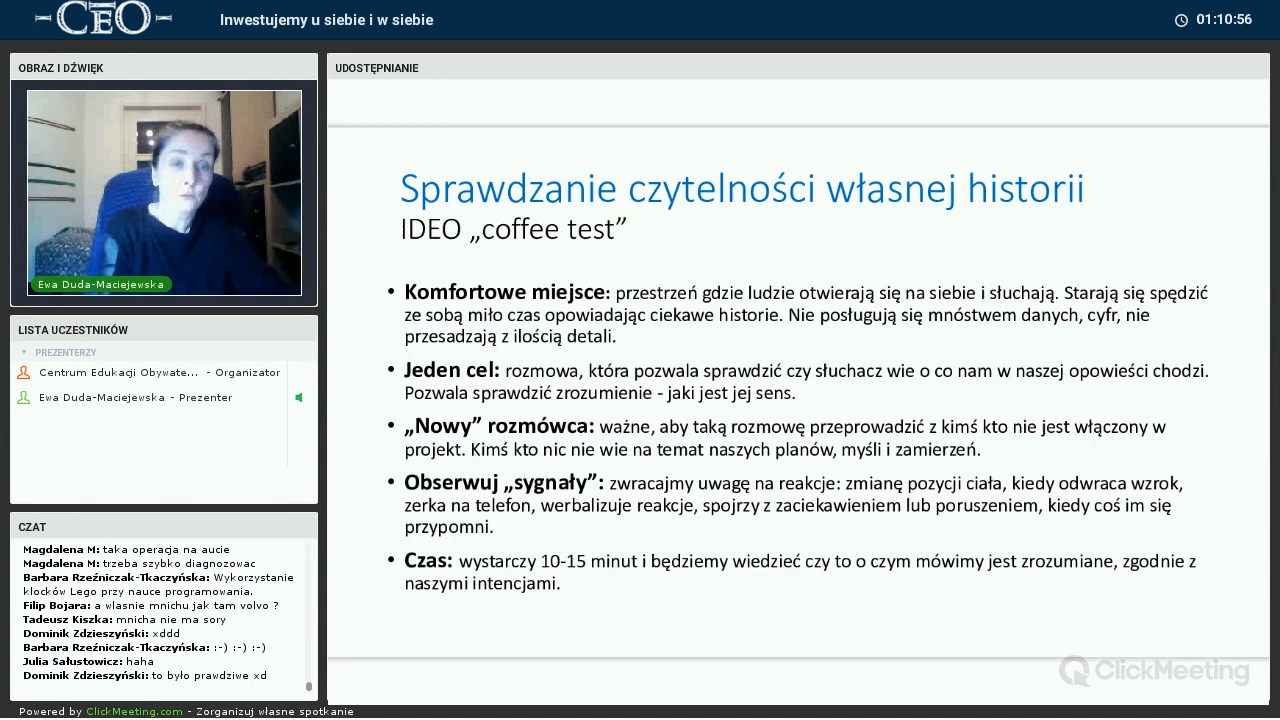 CEO
Inwestujemy u siebie i w siebie
01:10:56
OBRAZ I DŹWIĘK
Ewa Duda-Maciejewska
LISTA UCZESTNIKÓW
PREZENTERZY
Centrum Edukacji Obywate... - Organizator
Ewa Duda-Maciejewska - Prezenter
CZAT
Magdalena M: taka operacja na aucie
Magdalena M: trzeba szybko diagnozowac
Barbara Rzeźniczak-Tkaczyńska: Wykorzystanie
klocków Lego przy nauce programowania.
Filip Bojara: a wlasnie mnichu jak tam volvo ?
Tadeusz Kiszka: mnicha nie ma sory
Dominik Zdzieszyński: xddd
Barbara Rzeźniczak-Tkaczyńska: :-) :-) :-)
Julia Sałustowicz: haha
Dominik Zdzieszyński: to było prawdziwe xd
UDOSTĘPNIANIE
Sprawdzanie czytelności własnej historii
IDEO „coffee test”
• Komfortowe miejsce: przestrzeń gdzie ludzie otwierają się na siebie i słuchają. Starają się spędzić
ze sobą miło czas opowiadając ciekawe historie. Nie posługują się mnóstwem danych, cyfr, nie
przesadzają z ilością detali.
• Jeden cel: rozmowa, która pozwala sprawdzić czy słuchacz wie o co nam w naszej opowieści chodzi.
Pozwala sprawdzić zrozumienie - jaki jest jej sens.
• „Nowy” rozmówca: ważne, aby taką rozmowę przeprowadzić z kimś kto nie jest włączony w
projekt. Kimś kto nic nie wie na temat naszych planów, myśli i zamierzeń.
• Obserwuj „sygnały”: zwracajmy uwagę na reakcje: zmianę pozycji ciała, kiedy odwraca wzrok,
zerka na telefon, werbalizuje reakcje, spojrzy z zaciekawieniem lub poruszeniem, kiedy coś im się
przypomni.
• Czas: wystarczy 10-15 minut i będziemy wiedzieć czy to o czym mówimy jest zrozumiane, zgodnie z
naszymi intencjami.
ClickMeeting
Powered by ClickMeeting.com - Zorganizuj własne spotkanie